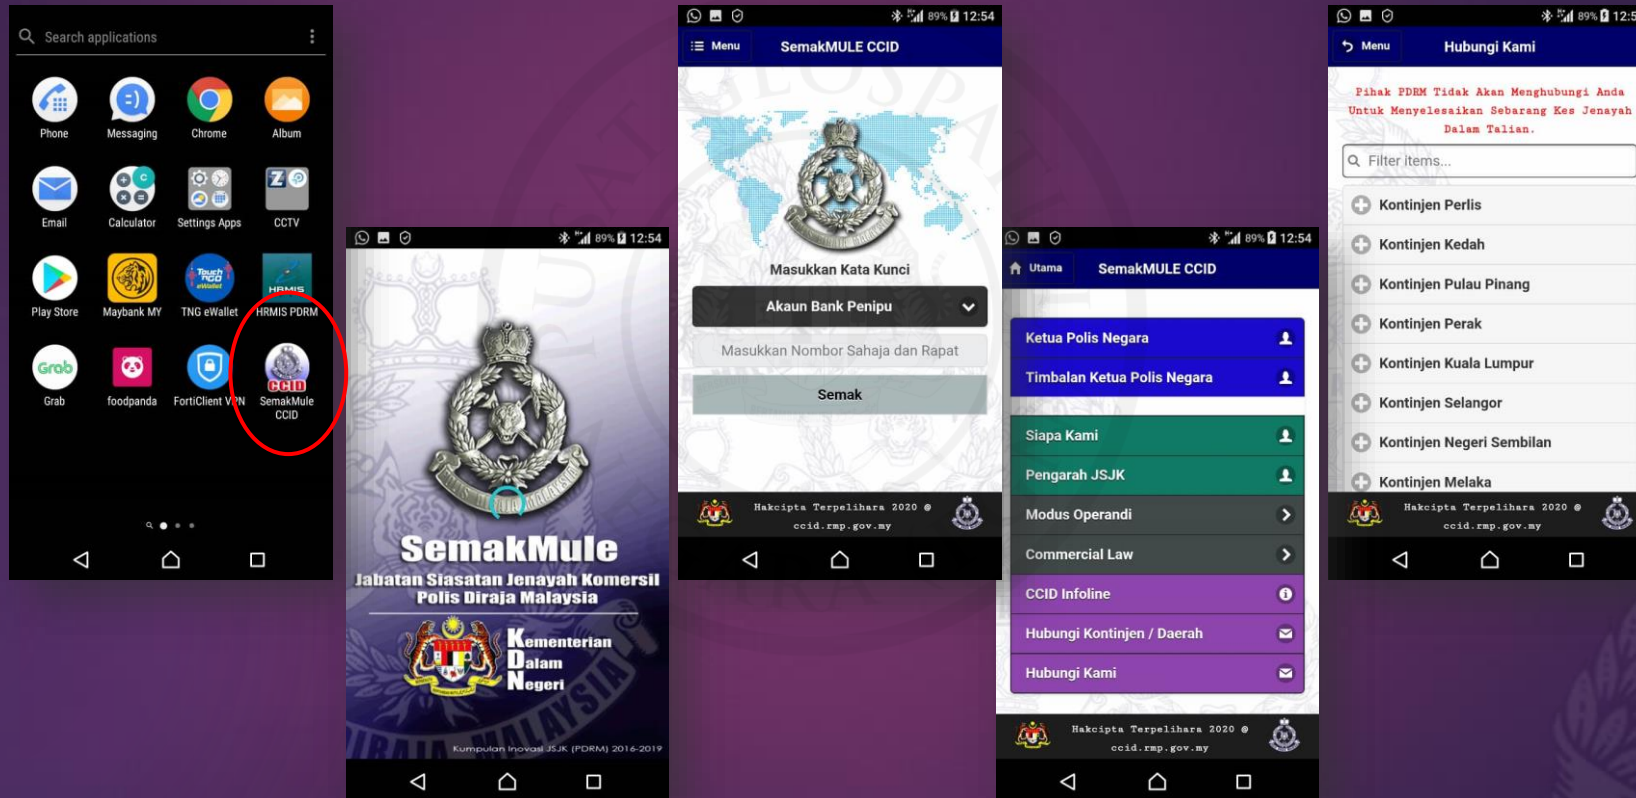 Search applications
Phone
Messaging
Chrome
Album
Email
Calculator
Settings Apps
CCTV
Play Store
Maybank MY
TNG eWallet
HRMIS PDRM
Touch
eWallet
HRMIS
Grab
Grab
foodpanda
FortiClient VPN
CCID
SemakMule
CCID
89% 12:54
SemakMule
Jabatan Siasatan Jenayah Komersil
Polis Diraja Malaysia
Kementerian
Dalam
Negeri
Kumpulan Inovasi JSJK (PDRM) 2016-2019
89% 12:54
Menu
SemakMULE CCID
Masukkan Kata Kunci
Akaun Bank Penipu
Masukkan Nombor Sahaja dan Rapat
Semak
Hakcipta Terpelihara 2020 @
ccid.rmp.gov.my
89% 12:54
Utama
SemakMULE CCID
Ketua Polis Negara
Timbalan Ketua Polis Negara
Siapa Kami
Pengarah JSJK
Modus Operandi
Commercial Law
CCID Infoline
Hubungi Kontinjen / Daerah
Hubungi Kami
Hakcipta Terpelihara 2020 @
ccid.rmp.gov.my
89%
Menu
Hubungi Kami
Pihak PDRM Tidak Akan Menghubungi Anda
Untuk Menyelesaikan Sebarang Kes Jenayah
Dalam Talian.
Filter items...
Kontinjen Perlis
Kontinjen Kedah
Kontinjen Pulau Pinang
Kontinjen Perak
Kontinjen Kuala Lumpur
Kontinjen Selangor
Kontinjen Negeri Sembilan
Kontinjen Melaka
Hakcipta Terpelihara 2020 @
ccid.rmp.gov.my